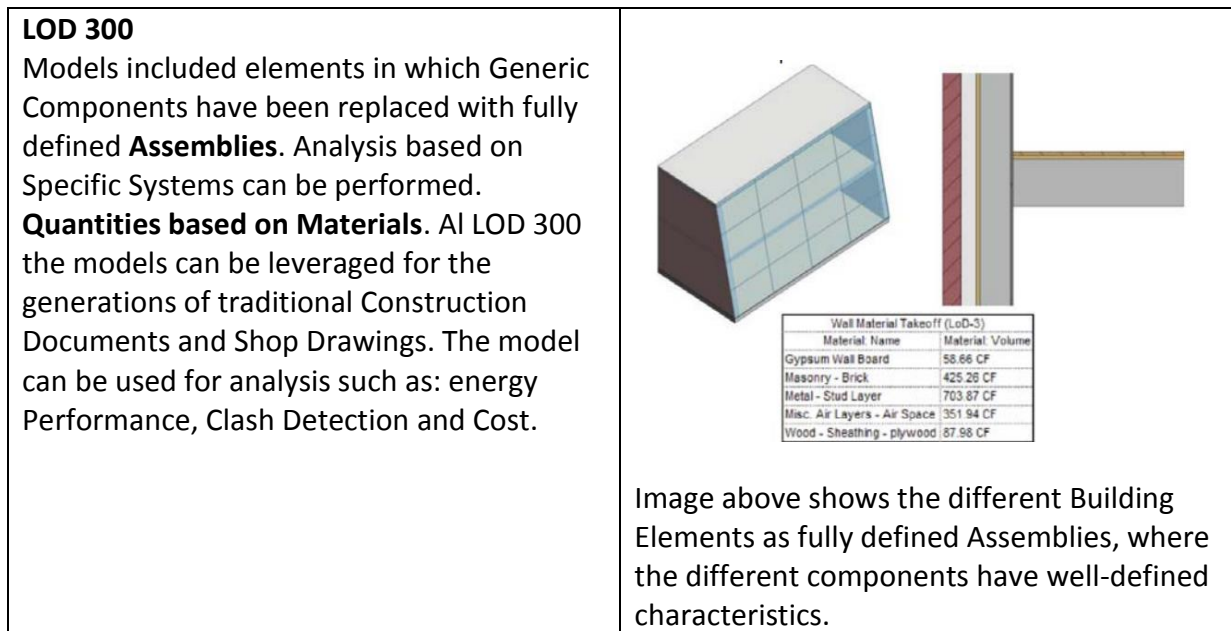 LOD 300
Models included elements in which Generic
Components have been replaced with fully
defined Assemblies. Analysis based on
Specific Systems can be performed.
Quantities based on Materials. Al LOD 300
the models can be leveraged for the
generations of traditional Construction
Documents and Shop Drawings. The model
can be used for analysis such as: energy
Performance, Clash Detection and Cost.
Wall Material Takeoff (LoD-3)
Material: Name Material: Volume
Gypsum Wall Board 58.66 CF
Masonry - Brick 425.26 CF
Metal - Stud Layer 703.87 CF
Misc. Air Layers - Air Space 351.94 CF
Wood - Sheathing - plywood 87.98 CF
Image above shows the different Building
Elements as fully defined Assemblies, where
the different components have well-defined
characteristics.